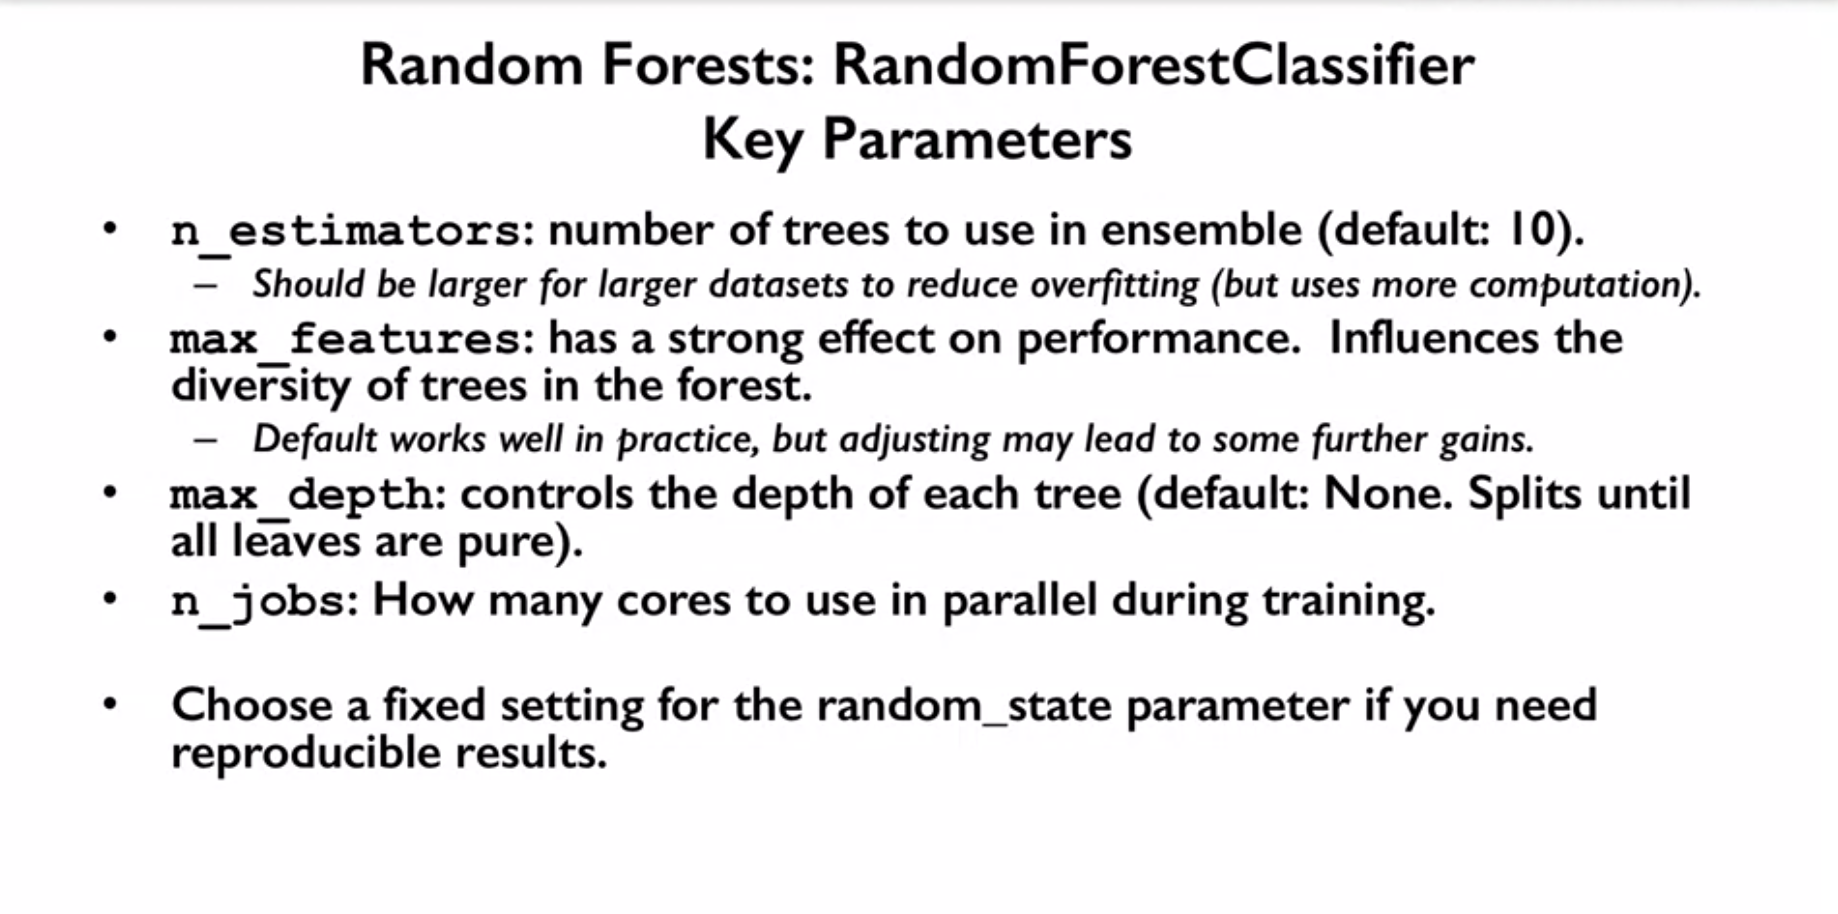 Random Forests: RandomForestClassifier
Key Parameters
• n_estimators: number of trees to use in ensemble (default: 10).
– Should be larger for larger datasets to reduce overfitting (but uses more computation).
• max_features: has a strong effect on performance. Influences the
diversity of trees in the forest.
– Default works well in practice, but adjusting may lead to some further gains.
• max_depth: controls the depth of each tree (default: None. Splits until
all leaves are pure).
• n_jobs: How many cores to use in parallel during training.
• Choose a fixed setting for the random_state parameter if you need
reproducible results.